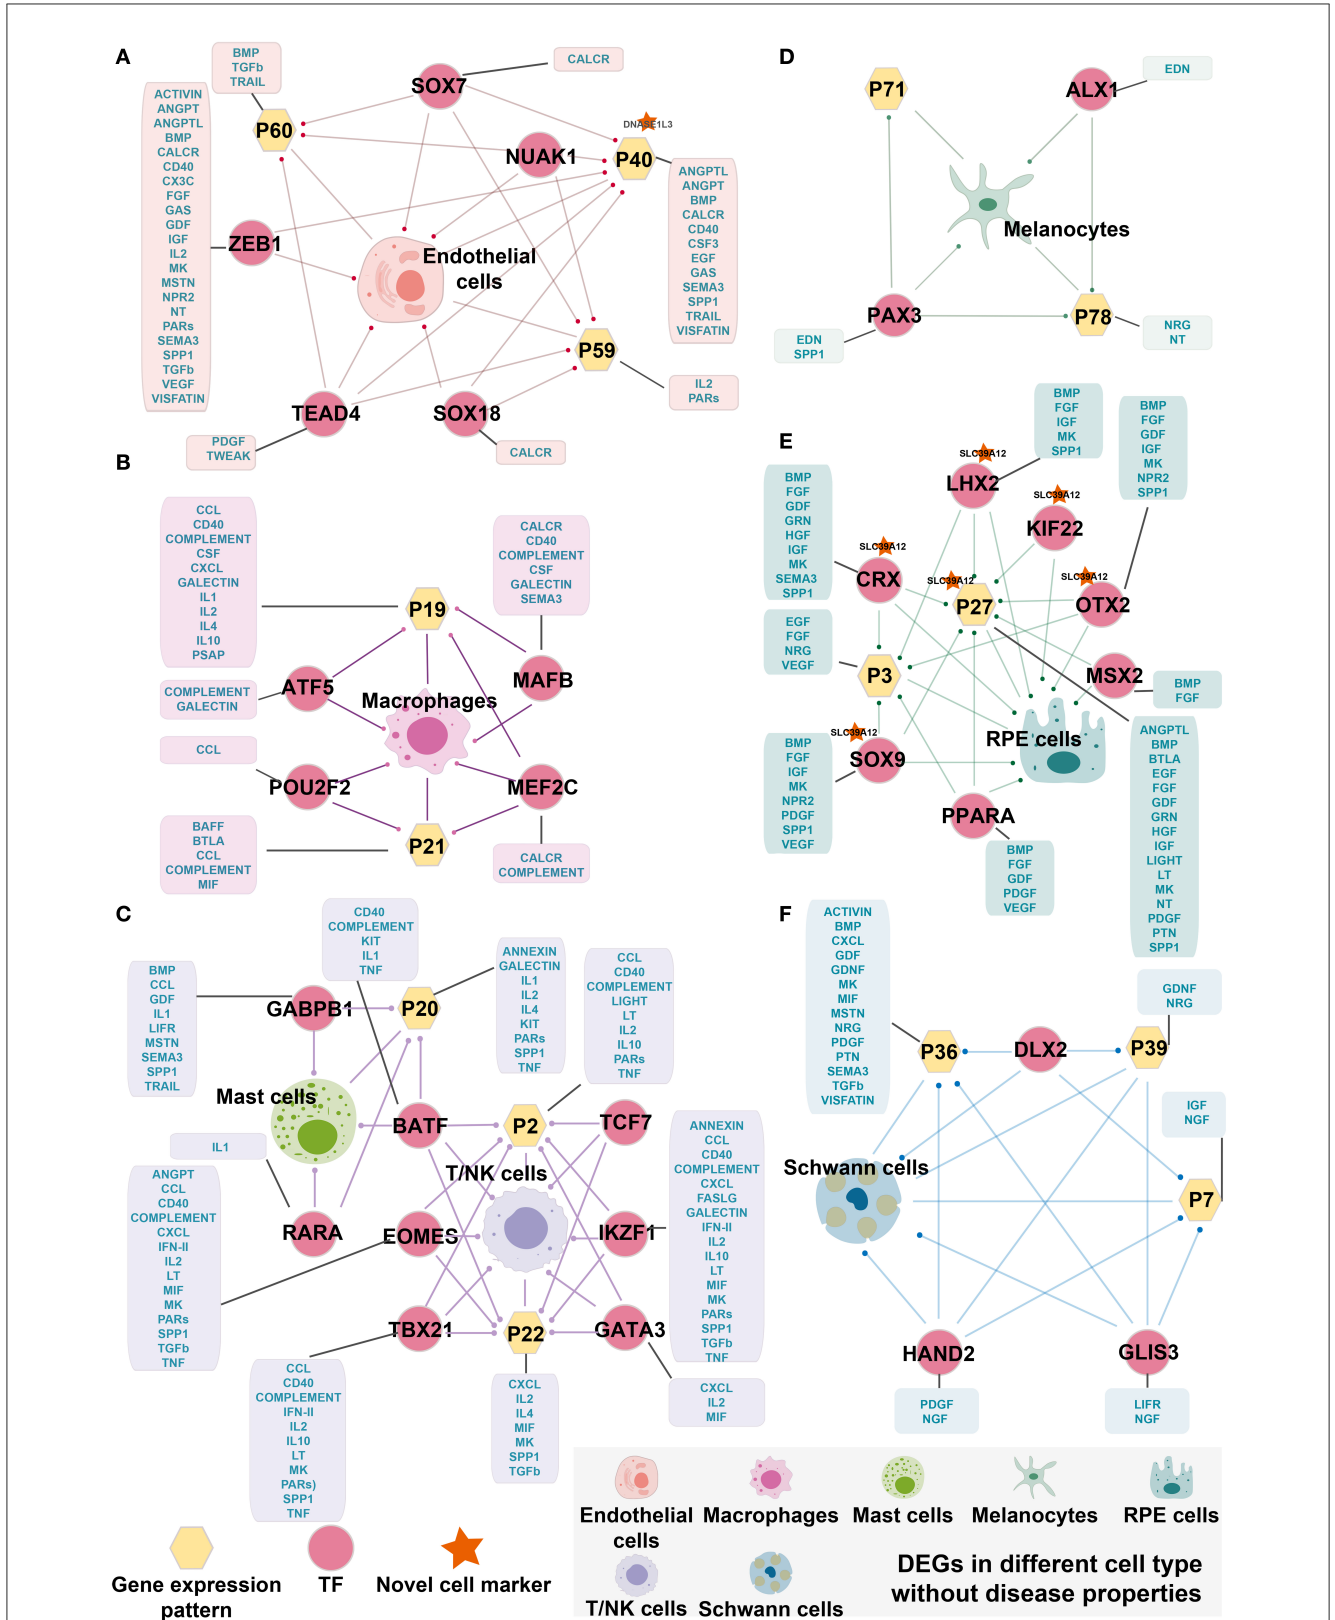 A
BMP
TGFb
TRAIL
SOX7
CALCR
ACTIVIN
ANGPT
ANGPTL
BMP
CALCR
CD40
CX3C
FGF
GAS
GDF
IGF
IL2
MK
MSTN
NPR2
NT
PARs
SEMA3
SPP1
TGFb
VEGF
VISFATIN
P60
DNASE1L3
NUAK1
P40
ANGPTL
ANGPT
BMP
CALCR
CD40
CSF3
EGF
GAS
SEMA3
SPP1
TRAIL
VISFATIN
ZEB1
Endothelial
cells
P59
IL2
PARs
TEAD4
SOX18
PDGF
TWEAK
CALCR
B
CCL
CD40
COMPLEMENT
CSF
CXCL
GALECTIN
IL1
IL2
IL4
IL10
PSAP
CALCR
CD40
COMPLEMENT
CSF
GALECTIN
SEMA3
P19
ATF5
MAFB
COMPLEMENT
GALECTIN
Macrophages
CCL
POU2F2
MEF2C
BAFF
BTLA
CCL
COMPLEMENT
MIF
P21
CALCR
COMPLEMENT
C
CD40
COMPLEMENT
KIT
IL1
TNF
BMP
CCL
GDF
IL1
LIFR
MSTN
SEMA3
SPP1
TRAIL
GABPB1
P20
ANNEXIN
GALECTIN
IL1
IL2
IL4
KIT
PARs
SPP1
TNF
CCL
CD40
COMPLEMENT
LIGHT
LT
IL2
IL10
PARs
TNF
Mast cells
BATF
P2
TCF7
IL1
T/NK cells
ANGPT
CCL
CD40
COMPLEMENT
CXCL
IFN-II
IL2
LT
MIF
MK
PARs
SPP1
TGFb
TNF
RARA
EOMES
IKZF1
ANNEXIN
CCL
CD40
COMPLEMENT
CXCL
FASLG
GALECTIN
IFN-II
IL2
IL10
LT
MIF
MK
PARs
SPP1
TGFb
TNF
TBX21
P22
GATA3
CCL
CD40
COMPLEMENT
IFN-II
IL2
IL10
LT
MK
PARs)
SPP1
TNF
CXCL
IL2
IL4
MIF
MK
SPP1
TGFb
CXCL
IL2
MIF
D
P71
ALX1
EDN
Melanocytes
PAX3
P78
EDN
SPP1
NRG
NT
E
BMP
FGF
IGF
MK
SPP1
BMP
FGF
GDF
IGF
MK
NPR2
SPP1
SLC39A12
LHX2
SLC39A12
KIF22
BMP
FGF
GDF
GRN
HGF
IGF
MK
SEMA3
SPP1
SLC39A12
CRX
SLC39A12
P27
SLC39A12
OTX2
EGF
FGF
NRG
VEGF
P3
MSX2
BMP
FGF
SLC39A12
SOX9
RPE cells
BMP
FGF
IGF
MK
NPR2
PDGF
SPP1
VEGF
PPARA
BMP
FGF
GDF
PDGF
VEGF
ANGPTL
BMP
BTLA
EGF
FGF
GDF
GRN
HGF
IGF
LIGHT
LT
MK
NT
PDGF
PTN
SPP1
F
ACTIVIN
BMP
CXCL
GDF
GDNF
MK
MIF
MSTN
NRG
PDGF
PTN
SEMA3
TGFb
VISFATIN
GDNF
NRG
P36
DLX2
P39
IGF
NGF
Schwann cells
P7
HAND2
GLIS3
PDGF
NGF
LIFR
NGF
Endothelial
cells
Macrophages
Mast cells
Melanocytes
RPE cells
T/NK cells
Schwann cells
DEGs in different cell type
without disease properties
Gene expression
pattern
TF
Novel cell marker